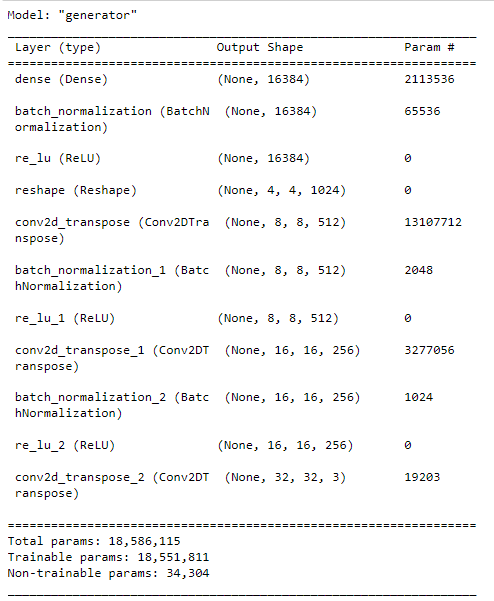 Model: "generator"
Layer (type) Output Shape Param #
dense (Dense) (None, 16384) 2113536
batch_normalization (BatchN (None, 16384) 65536
ormalization)
re_lu (ReLU) (None, 16384) 0
reshape (Reshape) (None, 4, 4, 1024) 0
conv2d_transpose (Conv2DTra (None, 8, 8, 512) 13107712
nspose)
batch_normalization_1 (Batc (None, 8, 8, 512) 2048
hNormalization)
re_lu_1 (ReLU) (None, 8, 8, 512) 0
conv2d_transpose_1 (Conv2DT (None, 16, 16, 256) 3277056
ranspose)
batch_normalization_2 (Batc (None, 16, 16, 256) 1024
hNormalization)
re_lu_2 (ReLU) (None, 16, 16, 256) 0
conv2d_transpose_2 (Conv2DT (None, 32, 32, 3) 19203
ranspose)
Total params: 18,586,115
Trainable params: 18,551,811
Non-trainable params: 34,304